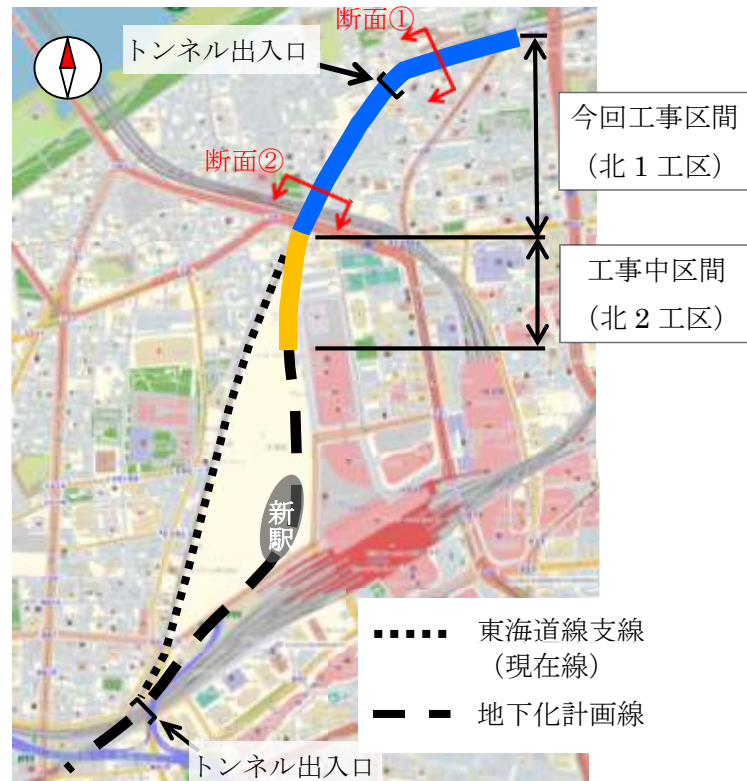 断面①
トンネル出入口
今回工事区間
（北１工区）
断面②
工事中区間
（北２工区）
新駅
東海道線支線
（現在線）
地下化計画線
トンネル出入口